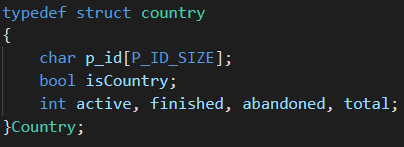 typedef struct country
{
    char p_id[P_ID_SIZE];
    bool isCountry;
    int active, finished, abandoned, total;
}Country;